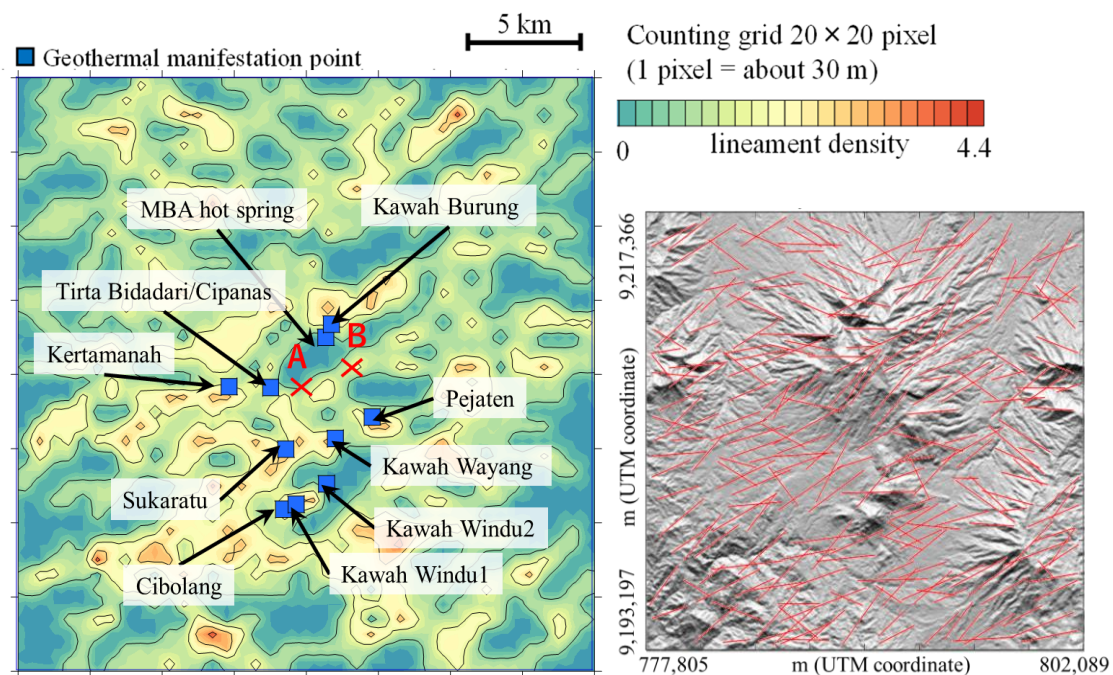 5 km
Geothermal manifestation point
Counting grid 20 × 20 pixel
(1 pixel = about 30 m)
0
lineament density
4.4
MBA hot spring
Kawah Burung
Tirta Bidadari/Cipanas
Kertamanah
A
B
Pejaten
Kawah Wayang
Sukaratu
Kawah Windu2
Cibolang
Kawah Windu1
9,217,366
m (UTM coordinate)
9,193,197
777,805
m (UTM coordinate)
802,089